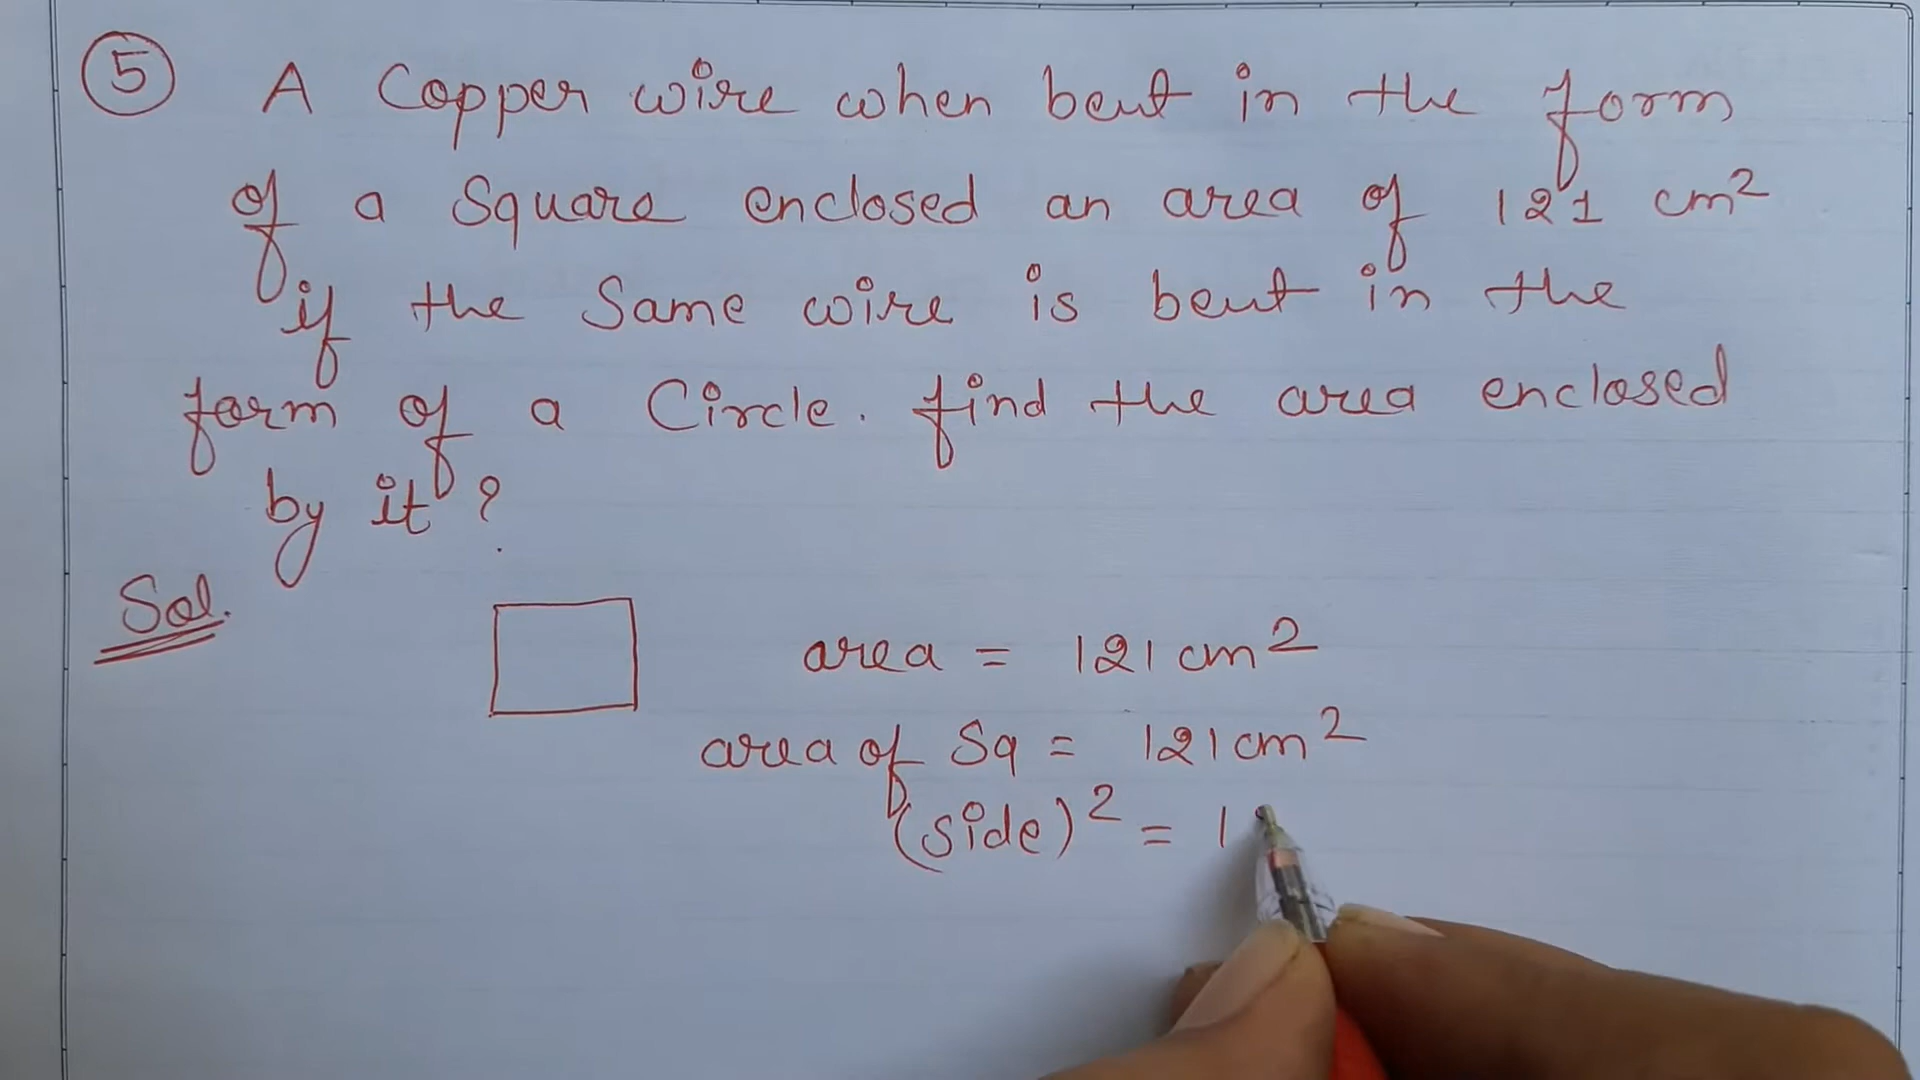 5 A Copper wire when bent in the form
of a Square enclosed an area of 121 cm²
if the Same wire is bent in the
form of a Circle. find the area enclosed
by it ?
Sol.
area = 121 cm²
area of Sq = 121 cm²
(side)² = 1